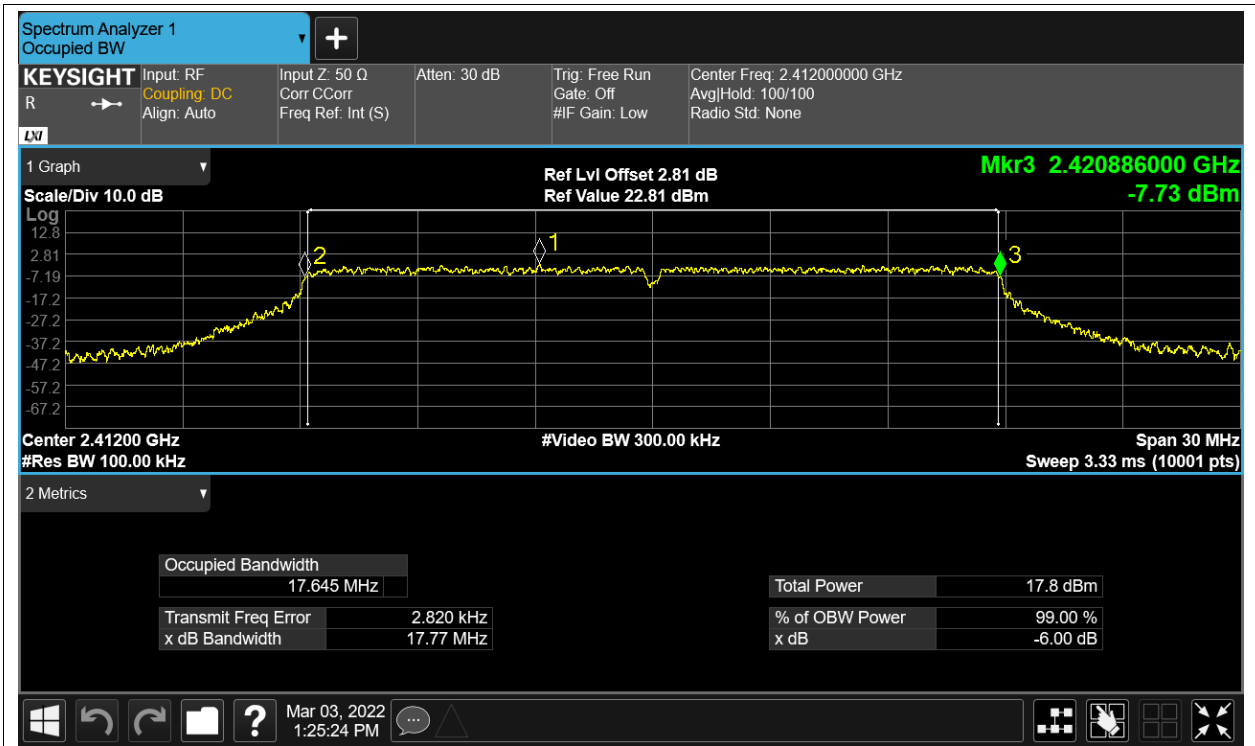 Spectrum Analyzer 1
Occupied BW
KEYSIGHT
R
LXI
Input: RF
Coupling: DC
Align: Auto
Input Z: 50 Ω
Corr CCorr
Freq Ref: Int (S)
Atten: 30 dB
Trig: Free Run
Gate: Off
#IF Gain: Low
Center Freq: 2.412000000 GHz
Avg|Hold: 100/100
Radio Std: None
1 Graph
Scale/Div 10.0 dB
Ref Lvl Offset 2.81 dB
Ref Value 22.81 dBm
Mkr3 2.420886000 GHz
-7.73 dBm
Log
12.8
2.81
-7.19
-17.2
-27.2
-37.2
-47.2
-57.2
-67.2
2
1
3
Center 2.41200 GHz
#Res BW 100.00 kHz
#Video BW 300.00 kHz
Span 30 MHz
Sweep 3.33 ms (10001 pts)
2 Metrics
Occupied Bandwidth
17.645 MHz
Transmit Freq Error 2.820 kHz
x dB Bandwidth 17.77 MHz
Total Power 17.8 dBm
% of OBW Power 99.00 %
x dB -6.00 dB
?
Mar 03, 2022
1:25:24 PM